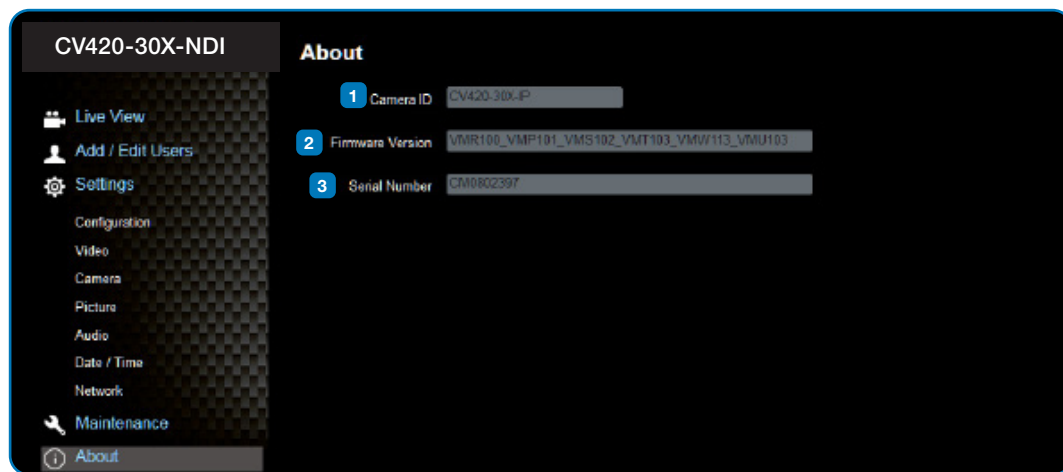 CV420-30X-NDI
Live View
Add / Edit Users
Settings
Configuration
Video
Camera
Picture
Audio
Date / Time
Network
Maintenance
About
About
1 Camera ID CV420-30X-IP
2 Firmware Version VMR100_VMP101_VMS102_VMT103_VMW113_VMU103
3 Serial Number CM0802397